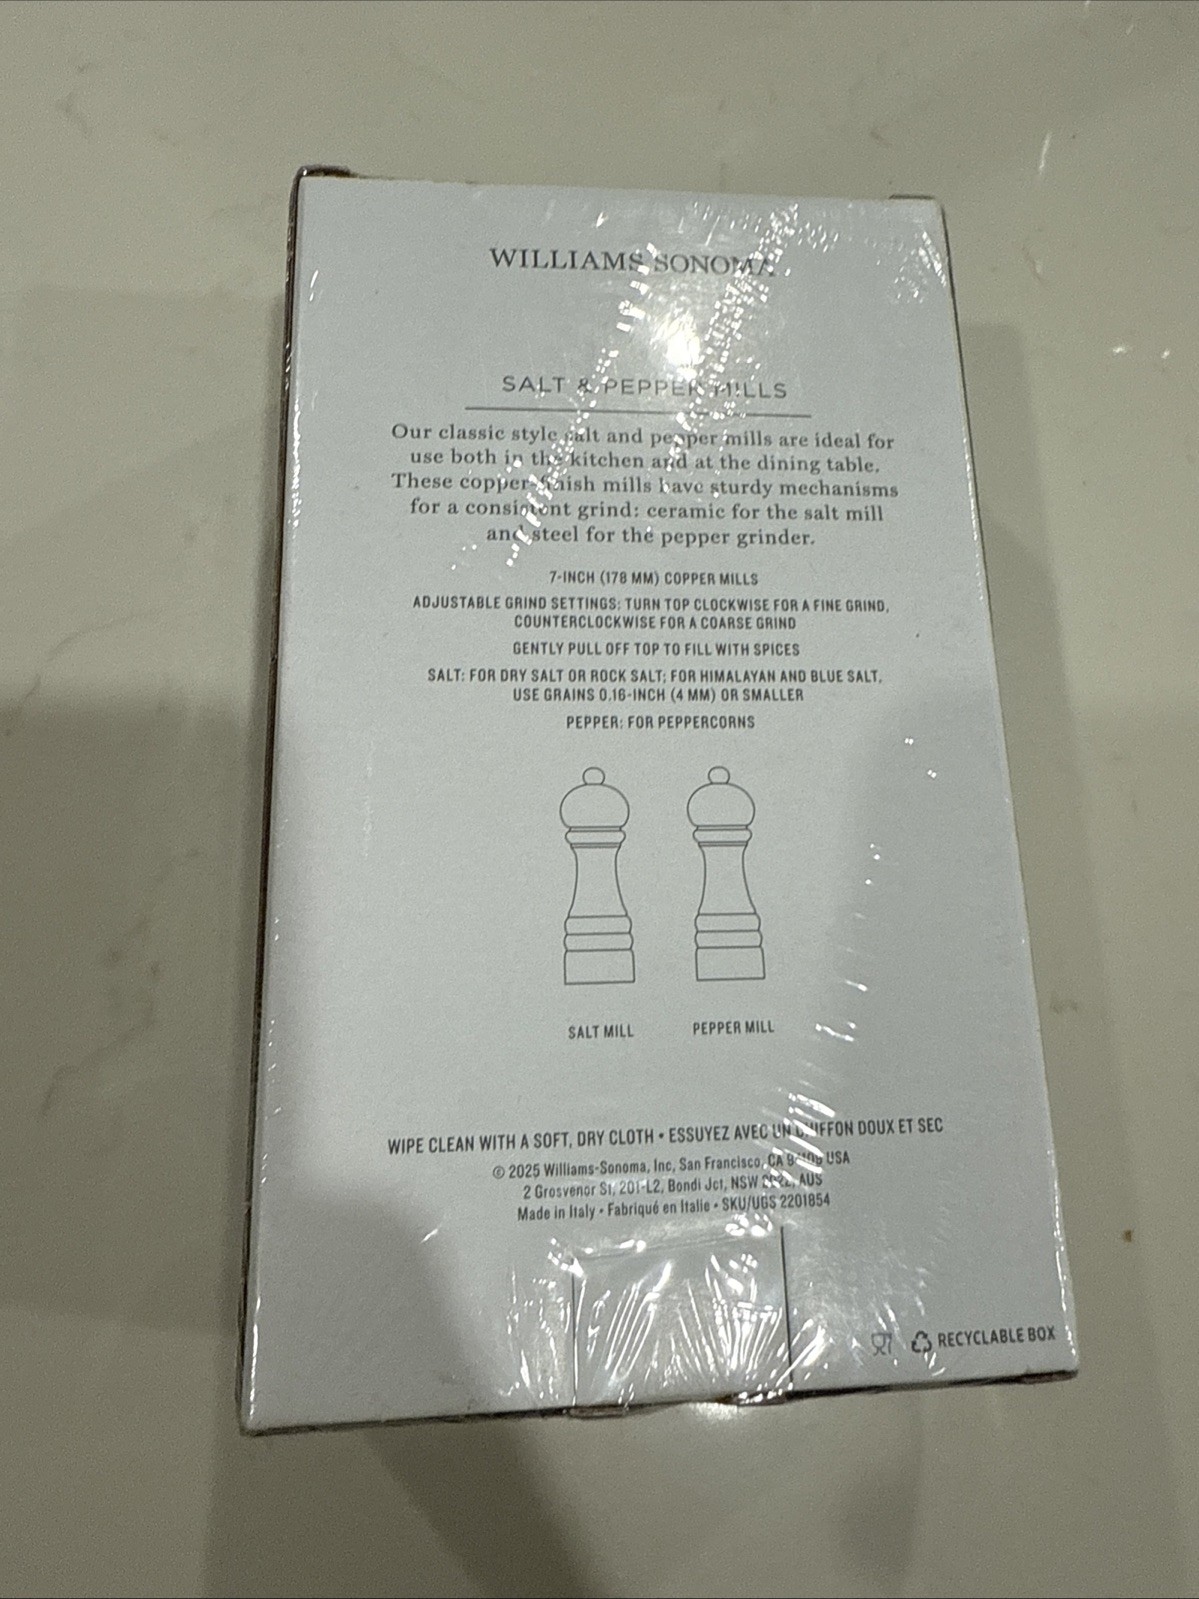 WILLIAMS SONOMA
SALT & PEPPER MILLS
Our classic style salt and pepper mills are ideal for
use both in the kitchen and at the dining table.
These copper-finish mills have sturdy mechanisms
for a consistent grind: ceramic for the salt mill
and steel for the pepper grinder.
7-INCH (178 MM) COPPER MILLS
ADJUSTABLE GRIND SETTINGS: TURN TOP CLOCKWISE FOR A FINE GRIND,
COUNTERCLOCKWISE FOR A COARSE GRIND
GENTLY PULL OFF TOP TO FILL WITH SPICES
SALT: FOR DRY SALT OR ROCK SALT; FOR HIMALAYAN AND BLUE SALT,
USE GRAINS 0.16-INCH (4 MM) OR SMALLER
PEPPER: FOR PEPPERCORNS
SALT MILL PEPPER MILL
WIPE CLEAN WITH A SOFT, DRY CLOTH • ESSUYEZ AVEC UN CHIFFON DOUX ET SEC
© 2025 Williams-Sonoma, Inc, San Francisco, CA 94109 USA
2 Grosvenor St, 201-L2, Bondi Jct, NSW AUS
Made in Italy • Fabriqué en Italie • SKU/UGS 2201854
RECYCLABLE BOX